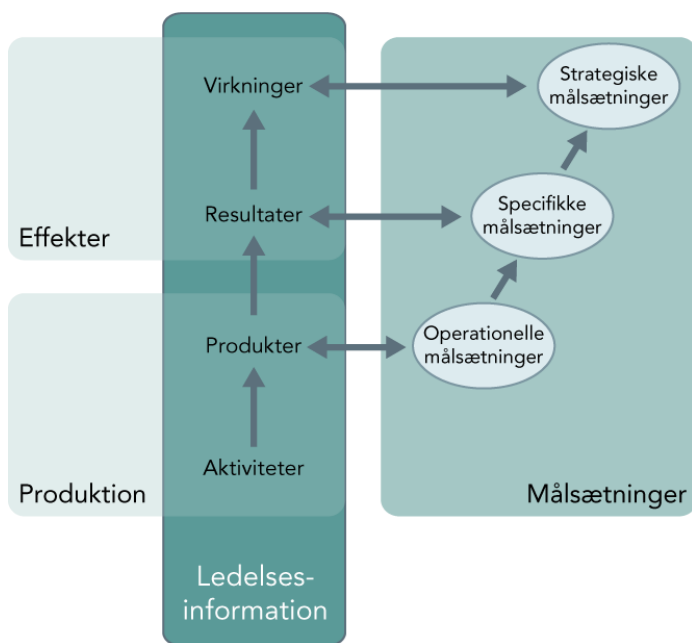 Virkninger
Strategiske
målsætninger
Resultater
Specifikke
målsætninger
Effekter
Produkter
Operationelle
målsætninger
Aktiviteter
Produktion
Målsætninger
Ledelses-
information